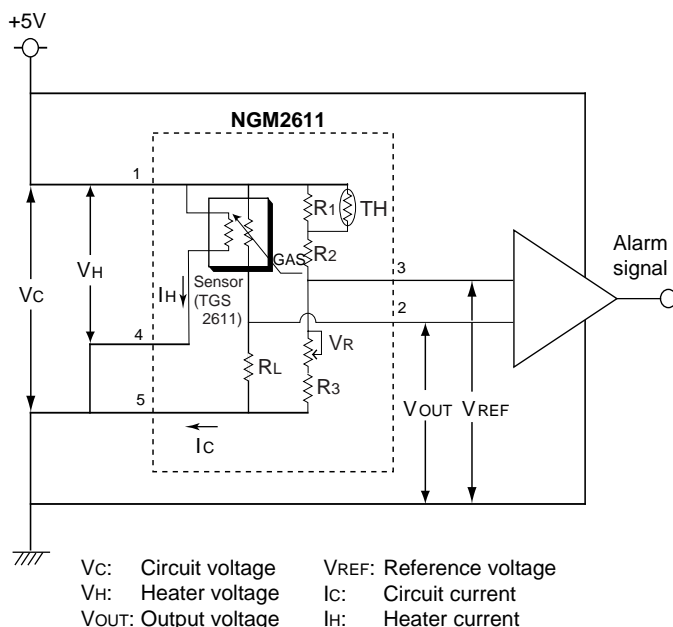 +5V
NGM2611
1
R1
TH
R2
GAS
Sensor
(TGS
2611)
VC
VH
IH
3
2
4
VR
RL
R3
5
IC
VOUT
VREF
Alarm
signal
VC: Circuit voltage VREF: Reference voltage
VH: Heater voltage IC: Circuit current
VOUT: Output voltage IH: Heater current